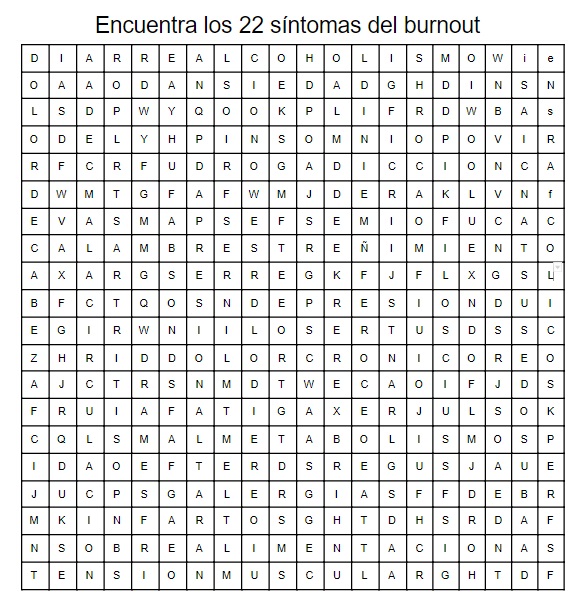 Encuentra los 22 síntomas del burnout
D I A R R E A L C O H O L I S M O W i e
O A A O D A N S I E D A D G H D I N S N
L S D P W Y Q O O K P L I F R D W B A s
O D E L Y H P I N S O M N I O P O V I R
R F C R F U D R O G A D I C C I O N C A
D W M T G F A F W M J D E R A K L V N f
E V A S M A P S E F S E M I O F U C A C
C A L A M B R E S T R E Ñ I M I E N T O
A X A R G S E R R E G K F J F L X G S L
B F C T Q O S N D E P R E S I O N D U I
E G I R W N I I L O S E R T U S D S S C
Z H R I D D O L O R C R O N I C O R E O
A J C T R S N M D T W E C A O I F J D S
F R U I A F A T I G A X E R J U L S O K
C Q L S M A L M E T A B O L I S M O S P
I D A O E F T E R D S R E G U S J A U E
J U C P S G A L E R G I A S F F D E B R
M K I N F A R T O S G H T D H S R D A F
N S O B R E A L I M E N T A C I O N A S
T E N S I O N M U S C U L A R G H T D F